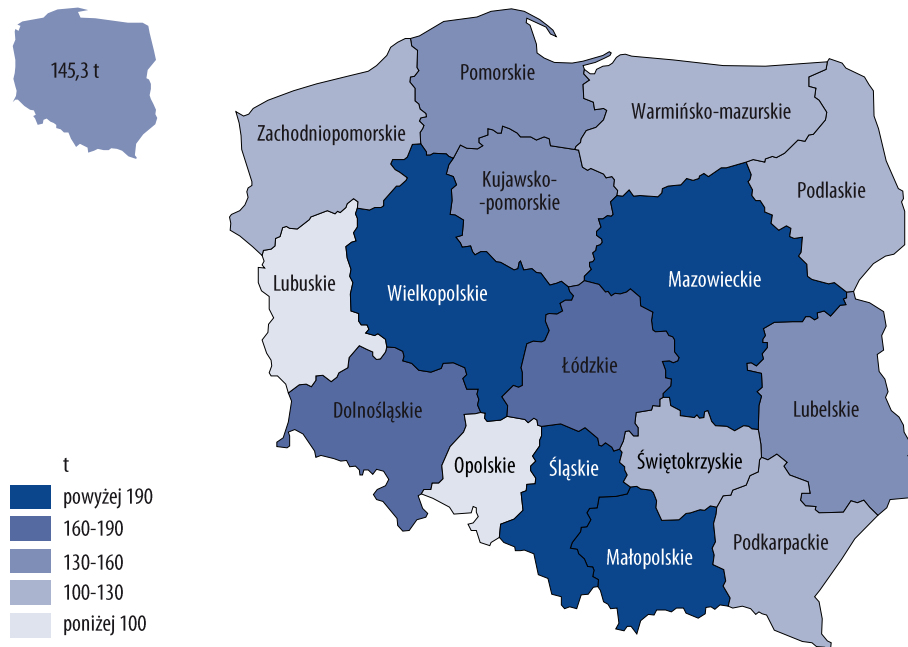 145,3 t
Pomorskie
Warmińsko-mazurskie
Zachodniopomorskie
Kujawsko-
-pomorskie
Podlaskie
Lubuskie
Wielkopolskie
Mazowieckie
Łódzkie
Dolnośląskie
Lubelskie
Opolskie
Śląskie
Świętokrzyskie
Małopolskie
Podkarpackie
t
powyżej 190
160-190
130-160
100-130
poniżej 100